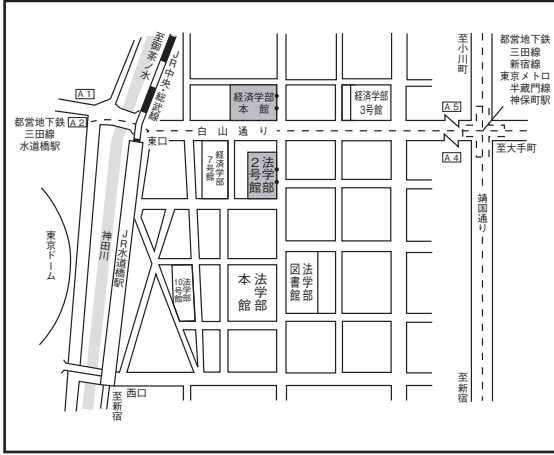 至御茶ノ水
JR中央・総武線
A1
都営地下鉄
三田線
水道橋駅
A2
東口
白山通り
経済学部
本館
経済学部
3号館
経済学部
7号館
法学部
2号館
至小川町
都営地下鉄
三田線
新宿線
東京メトロ
半蔵門線
神保町駅
A5
A4
至大手町
靖国通り
至新宿
東京ドーム
神田川
JR水道橋駅
法学部
10号館
法学部
本館
法学部
図書館
西口
至新宿